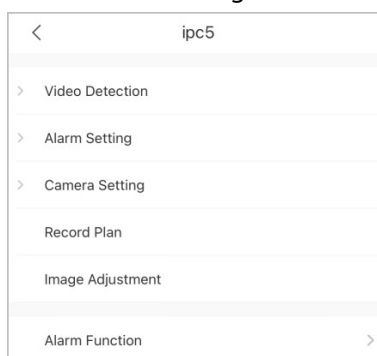 ipc5
Video Detection
Alarm Setting
Camera Setting
Record Plan
Image Adjustment
Alarm Function